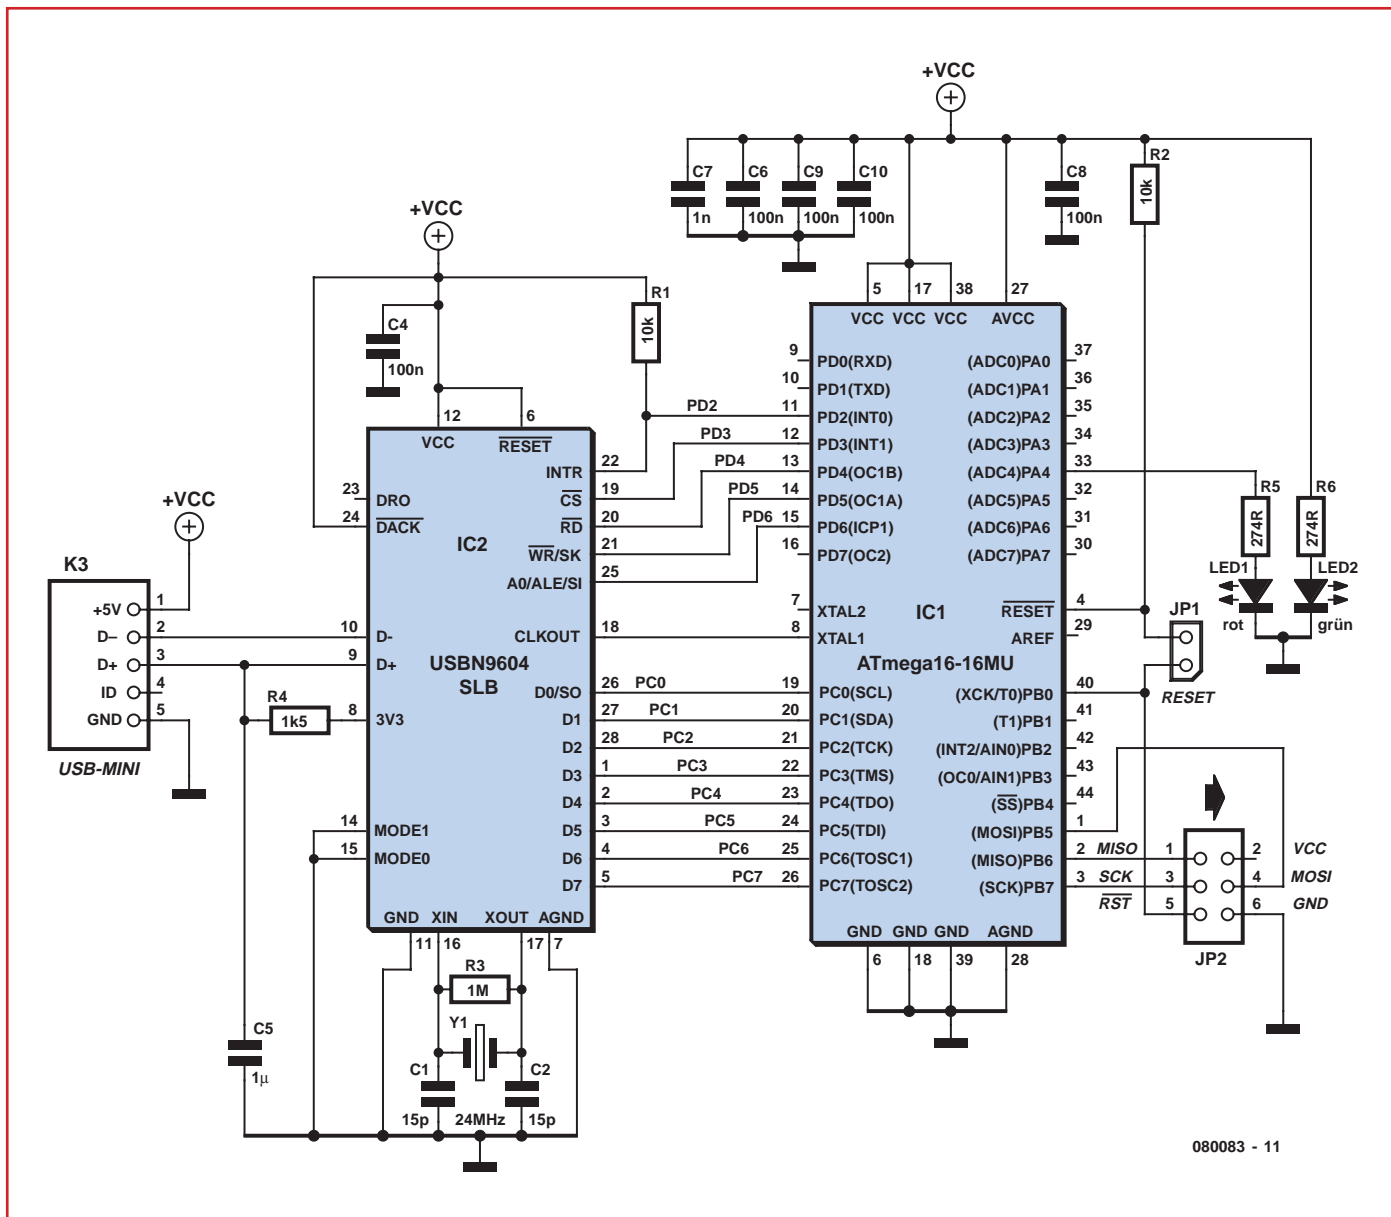 +VCC
C7
C6
C9
C10
C8
R2
1n
100n
100n
100n
100n
10k
+VCC
R1
10k
C4
100n
5 17 38 27
VCC VCC VCC AVCC
9 PD0(RXD) (ADC0)PA0 37
10 PD1(TXD) (ADC1)PA1 36
PD2 11 PD2(INT0) (ADC2)PA2 35
PD3 12 PD3(INT1) (ADC3)PA3 34
PD4 13 PD4(OC1B) (ADC4)PA4 33
PD5 14 PD5(OC1A) (ADC5)PA5 32
PD6 15 PD6(ICP1) (ADC6)PA6 31
16 PD7(OC2) (ADC7)PA7 30
7 XTAL2 IC1 RESET 4
8 XTAL1 AREF 29
ATmega16-16MU
19 PC0(SCL) (XCK/T0)PB0 40
20 PC1(SDA) (T1)PB1 41
21 PC2(TCK) (INT2/AIN0)PB2 42
22 PC3(TMS) (OC0/AIN1)PB3 43
23 PC4(TDO) (SS)PB4 44
24 PC5(TDI) (MOSI)PB5 1
25 PC6(TOSC1) (MISO)PB6 2
26 PC7(TOSC2) (SCK)PB7 3
GND GND GND AGND
6 18 39 28
12 6
VCC RESET
INTR 22
23 DRO CS 19
24 DACK RD 20
IC2
WR/SK 21
A0/ALE/SI 25
10 D- CLKOUT 18
9 D+
USBN9604
SLB
D0/SO 26 PC0
8 3V3 D1 27 PC1
D2 28 PC2
D3 1 PC3
D4 2 PC4
14 MODE1 D5 3 PC5
15 MODE0 D6 4 PC6
D7 5 PC7
GND XIN XOUT AGND
11 16 17 7
+VCC
K3
+5V 1
D– 2
D+ 3
ID 4
GND 5
USB-MINI
R4
1k5
R3
1M
Y1
C5
1µ
C1
C2
15p 24MHz 15p
R5
274R
R6
274R
LED1
LED2
rot
grün
JP1
RESET
MISO 1 2 VCC
SCK 3 4 MOSI
RST 5 6 GND
JP2
080083 - 11